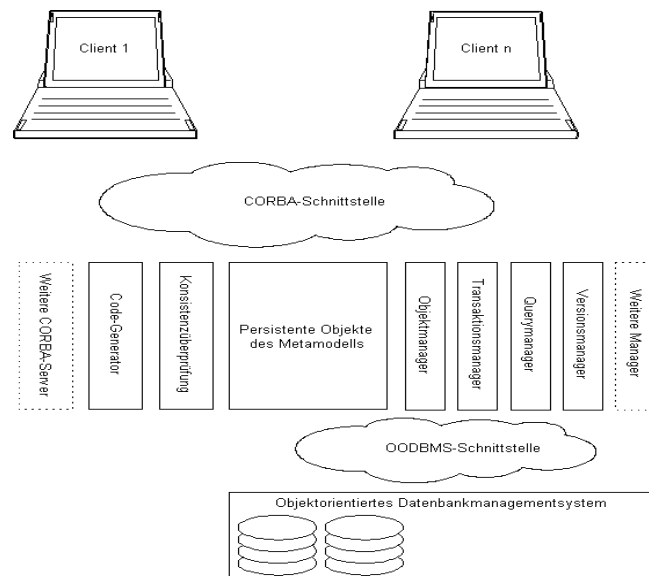 Client 1
Client n
CORBA-Schnittstelle
Weitere CORBA-Server
Code-Generator
Konsistenzüberprüfung
Persistente Objekte
des Metamodells
Objektmanager
Transaktionsmanager
Querymanager
Versionsmanager
Weitere Manager
OODBMS-Schnittstelle
Objektorientiertes Datenbankmanagementsystem